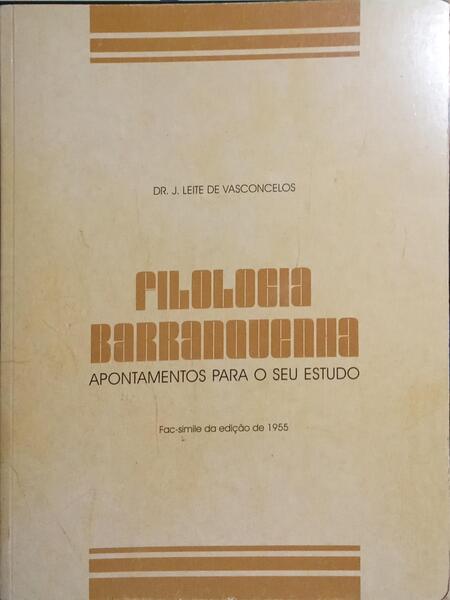 DR. J. LEITE DE VASCONCELOS
FILOLOGIA
BARRANQUENHA
APONTAMENTOS PARA O SEU ESTUDO
Fac-símile da edição de 1955